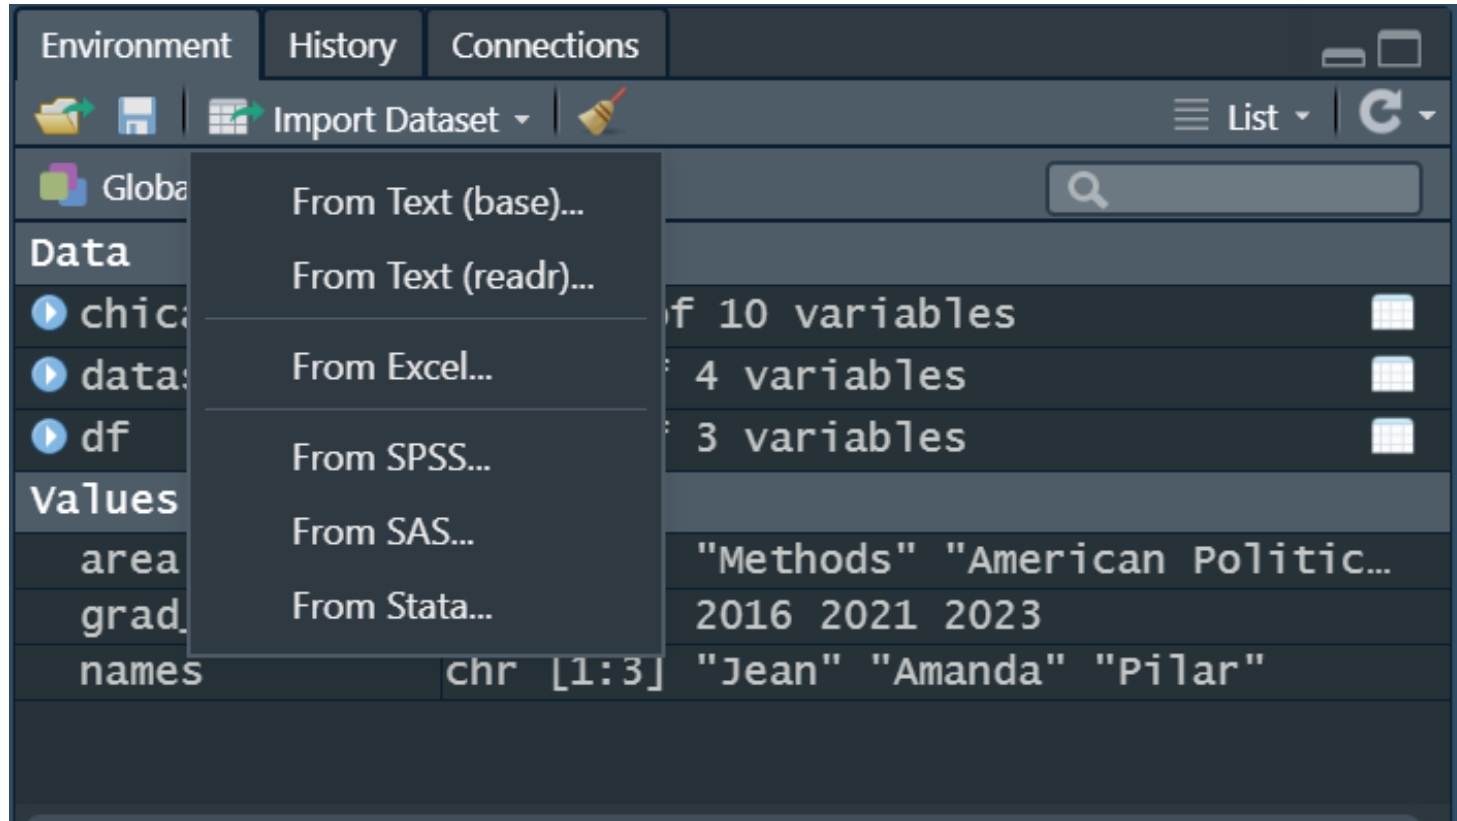 Environment History Connections
Import Dataset List
Globa
From Text (base)...
Data
From Text (readr)...
chica f 10 variables
From Excel...
datas 4 variables
df 3 variables
From SPSS...
Values
From SAS...
area "Methods" "American Politic…
From Stata...
grad_ 2016 2021 2023
names chr [1:3] "Jean" "Amanda" "Pilar"